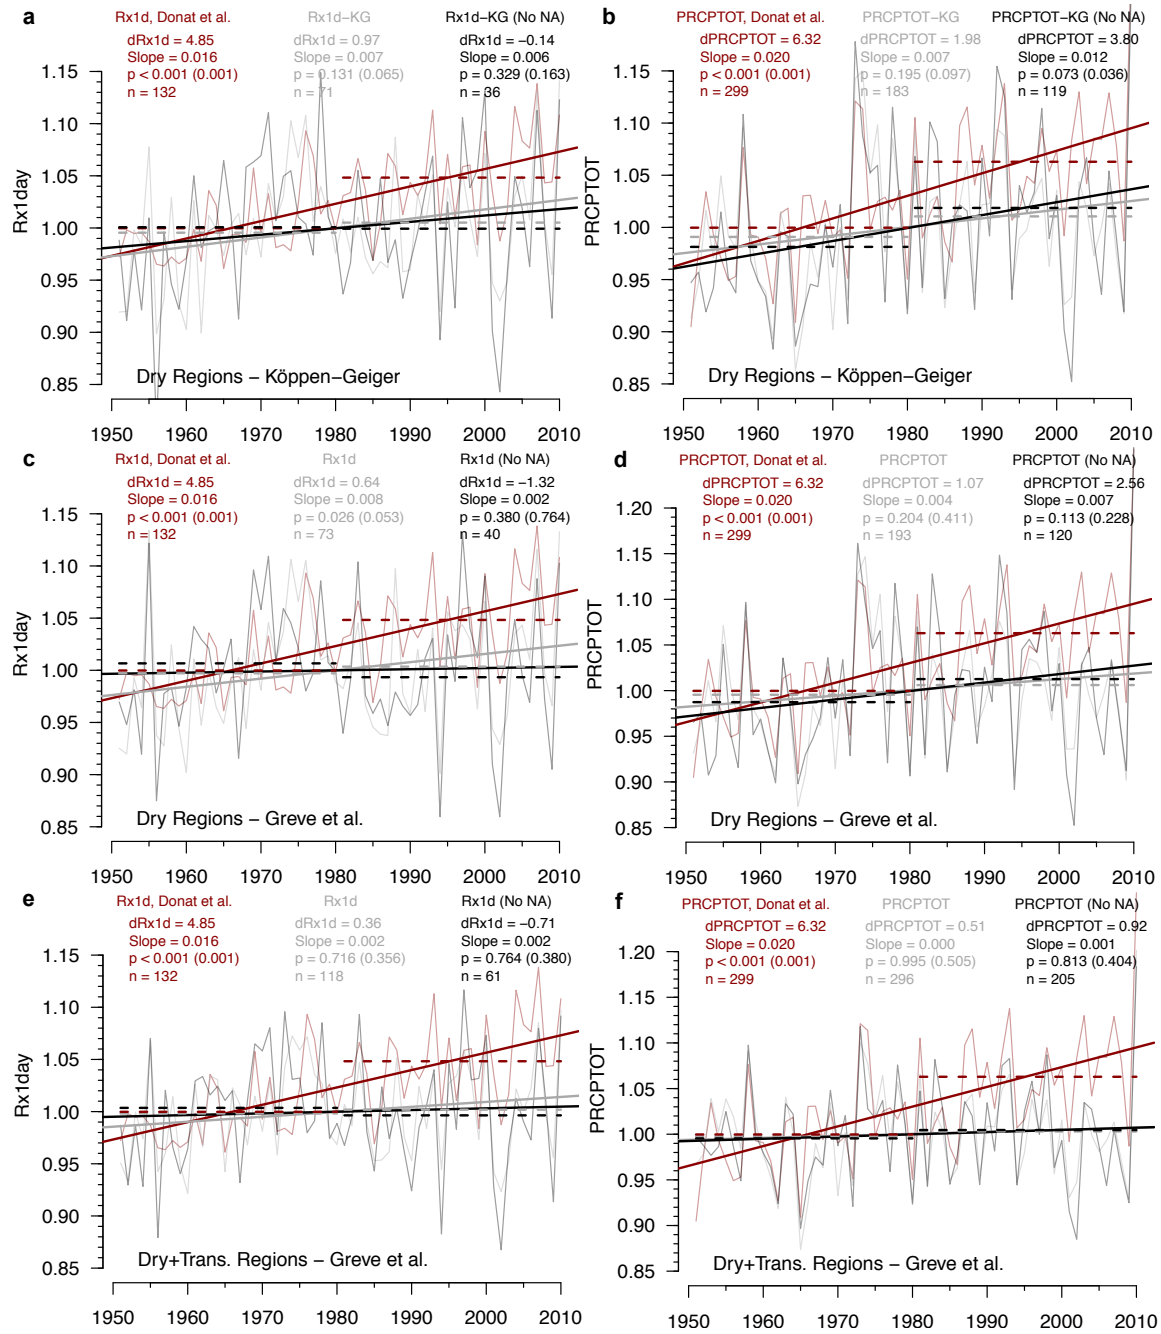 a
Rx1d, Donat et al.
dRx1d = 4.85
Slope = 0.016
p < 0.001 (0.001)
n = 132
Rx1d−KG
dRx1d = 0.97
Slope = 0.007
p = 0.131 (0.065)
n = 71
Rx1d−KG (No NA)
dRx1d = −0.14
Slope = 0.006
p = 0.329 (0.163)
n = 36
1.15
1.10
1.05
1.00
0.95
0.90
0.85
Rx1day
Dry Regions − Köppen−Geiger
1950 1960 1970 1980 1990 2000 2010
b
PRCPTOT, Donat et al.
dPRCPTOT = 6.32
Slope = 0.020
p < 0.001 (0.001)
n = 299
PRCPTOT−KG
dPRCPTOT = 1.98
Slope = 0.007
p = 0.195 (0.097)
n = 183
PRCPTOT−KG (No NA)
dPRCPTOT = 3.80
Slope = 0.012
p = 0.073 (0.036)
n = 119
1.15
1.10
1.05
1.00
0.95
0.90
0.85
PRCPTOT
Dry Regions − Köppen−Geiger
1950 1960 1970 1980 1990 2000 2010
c
Rx1d, Donat et al.
dRx1d = 4.85
Slope = 0.016
p < 0.001 (0.001)
n = 132
Rx1d
dRx1d = 0.64
Slope = 0.008
p = 0.026 (0.053)
n = 73
Rx1d (No NA)
dRx1d = −1.32
Slope = 0.002
p = 0.380 (0.764)
n = 40
1.15
1.10
1.05
1.00
0.95
0.90
0.85
Rx1day
Dry Regions − Greve et al.
1950 1960 1970 1980 1990 2000 2010
d
PRCPTOT, Donat et al.
dPRCPTOT = 6.32
Slope = 0.020
p < 0.001 (0.001)
n = 299
PRCPTOT
dPRCPTOT = 1.07
Slope = 0.004
p = 0.204 (0.411)
n = 193
PRCPTOT (No NA)
dPRCPTOT = 2.56
Slope = 0.007
p = 0.113 (0.228)
n = 120
1.20
1.15
1.10
1.05
1.00
0.95
0.90
0.85
PRCPTOT
Dry Regions − Greve et al.
1950 1960 1970 1980 1990 2000 2010
e
Rx1d, Donat et al.
dRx1d = 4.85
Slope = 0.016
p < 0.001 (0.001)
n = 132
Rx1d
dRx1d = 0.36
Slope = 0.002
p = 0.716 (0.356)
n = 118
Rx1d (No NA)
dRx1d = −0.71
Slope = 0.002
p = 0.764 (0.380)
n = 61
1.15
1.10
1.05
1.00
0.95
0.90
0.85
Rx1day
Dry+Trans. Regions − Greve et al.
1950 1960 1970 1980 1990 2000 2010
f
PRCPTOT, Donat et al.
dPRCPTOT = 6.32
Slope = 0.020
p < 0.001 (0.001)
n = 299
PRCPTOT
dPRCPTOT = 0.51
Slope = 0.000
p = 0.995 (0.505)
n = 296
PRCPTOT (No NA)
dPRCPTOT = 0.92
Slope = 0.001
p = 0.813 (0.404)
n = 205
1.20
1.15
1.10
1.05
1.00
0.95
0.90
0.85
PRCPTOT
Dry+Trans. Regions − Greve et al.
1950 1960 1970 1980 1990 2000 2010